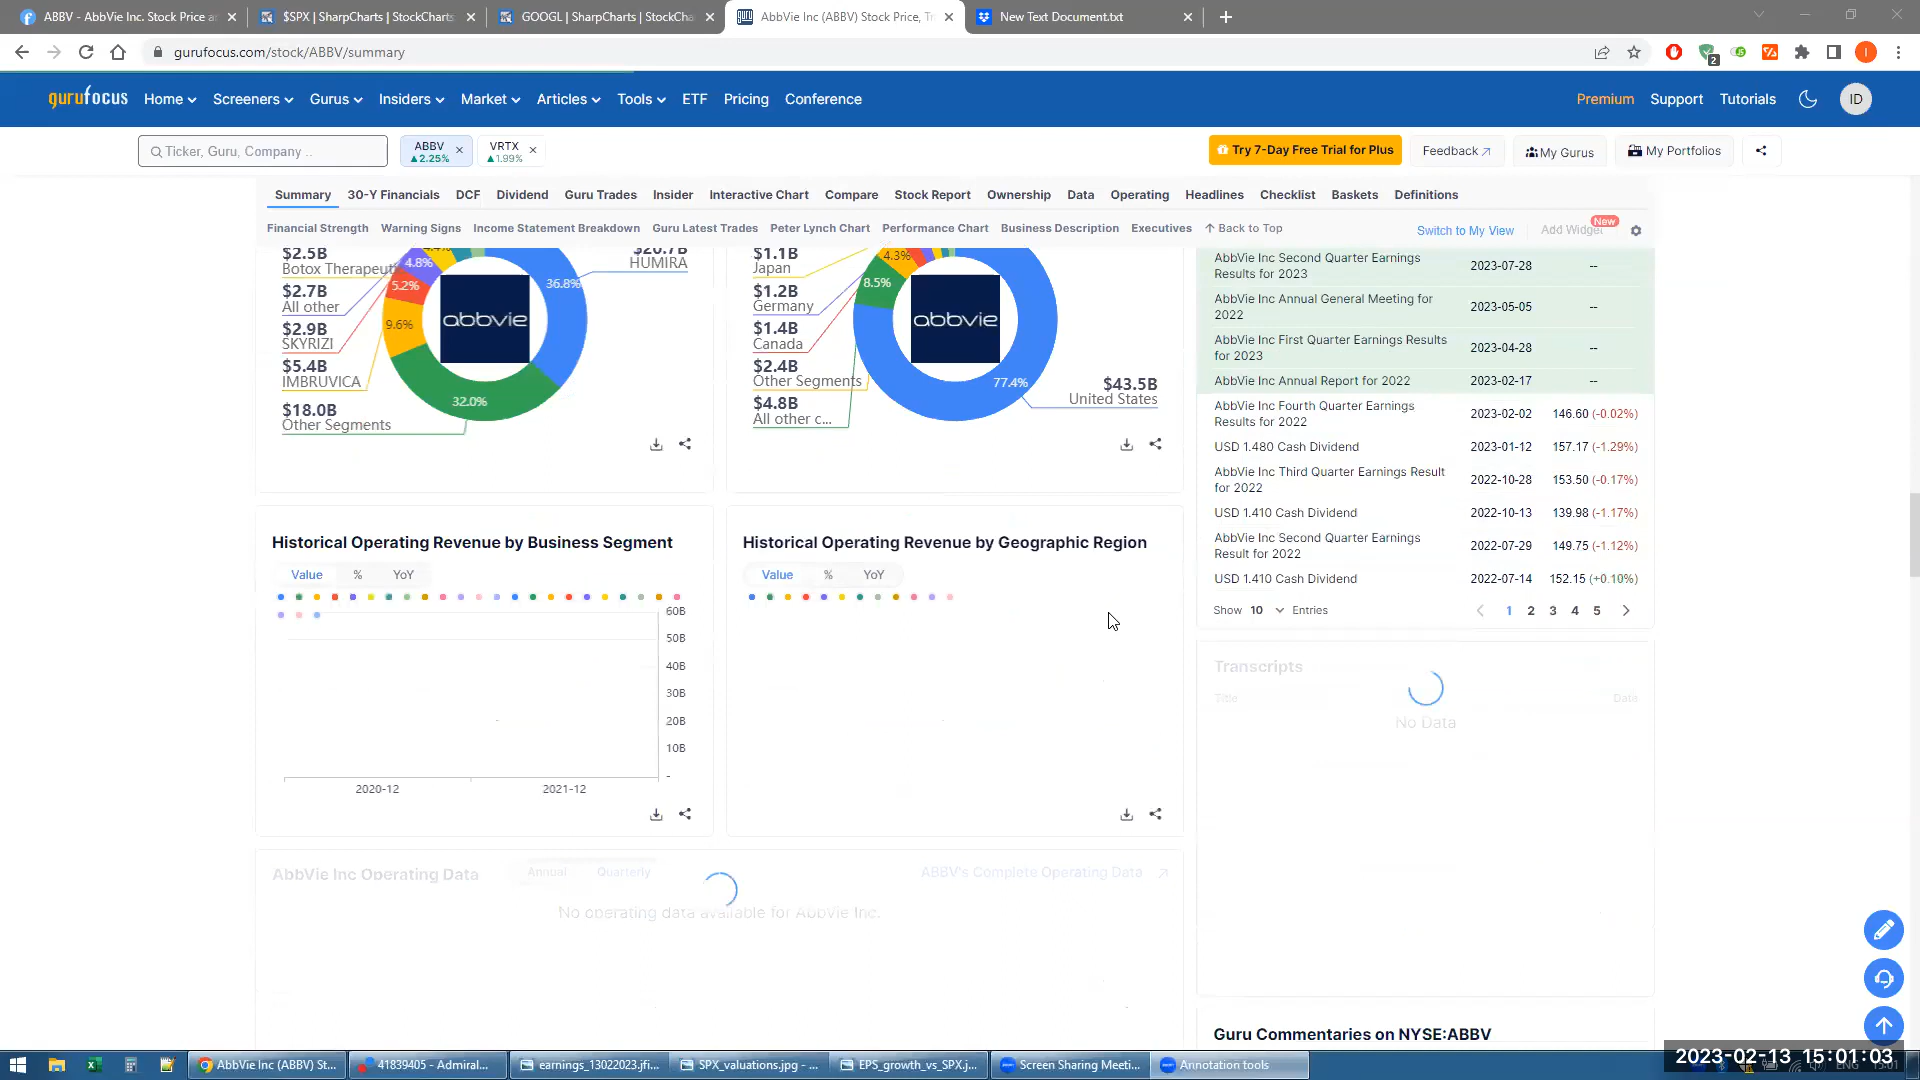 ABBV - AbbVie Inc. Stock Price a
$SPX | SharpCharts | StockCharts
GOOGL | SharpCharts | StockCha
AbbVie Inc (ABBV) Stock Price, Tr
New Text Document.txt
gurufocus.com/stock/ABBV/summary
2
I
gurufocus
Home
Screeners
Gurus
Insiders
Market
Articles
Tools
ETF
Pricing
Conference
Premium
Support
Tutorials
ID
Ticker, Guru, Company ..
ABBV
▲2.25%
VRTX
▲1.99%
Try 7-Day Free Trial for Plus
Feedback
My Gurus
My Portfolios
Summary
30-Y Financials
DCF
Dividend
Guru Trades
Insider
Interactive Chart
Compare
Stock Report
Ownership
Data
Operating
Headlines
Checklist
Baskets
Definitions
Financial Strength
Warning Signs
Income Statement Breakdown
Guru Latest Trades
Peter Lynch Chart
Performance Chart
Business Description
Executives
Back to Top
Switch to My View
Add Widget
New
$2.5B
Botox Therapeuti
$2.7B
All other
$2.9B
SKYRIZI
$5.4B
IMBRUVICA
$18.0B
Other Segments
4.4%
4.8%
5.2%
9.6%
32.0%
36.8%
abbvie
$20.7B
HUMIRA
$1.1B
Japan
$1.2B
Germany
$1.4B
Canada
$2.4B
Other Segments
$4.8B
All other c...
4.3%
8.5%
77.4%
abbvie
$43.5B
United States
AbbVie Inc Second Quarter Earnings
Results for 2023
2023-07-28
--
AbbVie Inc Annual General Meeting for
2022
2023-05-05
--
AbbVie Inc First Quarter Earnings Results
for 2023
2023-04-28
--
AbbVie Inc Annual Report for 2022
2023-02-17
--
AbbVie Inc Fourth Quarter Earnings
Results for 2022
2023-02-02
146.60 (-0.02%)
USD 1.480 Cash Dividend
2023-01-12
157.17 (-1.29%)
AbbVie Inc Third Quarter Earnings Result
for 2022
2022-10-28
153.50 (-0.17%)
USD 1.410 Cash Dividend
2022-10-13
139.98 (-1.17%)
AbbVie Inc Second Quarter Earnings
Result for 2022
2022-07-29
149.75 (-1.12%)
USD 1.410 Cash Dividend
2022-07-14
152.15 (+0.10%)
Show 10 Entries
1 2 3 4 5
Historical Operating Revenue by Business Segment
Value
%
YoY
60B
50B
40B
30B
20B
10B
-
2020-12
2021-12
Historical Operating Revenue by Geographic Region
Value
%
YoY
Transcripts
Title
Date
No Data
AbbVie Inc Operating Data
Annual
Quarterly
ABBV's Complete Operating Data
No operating data available for AbbVie Inc.
Guru Commentaries on NYSE:ABBV
AbbVie Inc (ABBV) St...
41839405 - Admiral...
earnings_13022023.jfi...
SPX_valuations.jpg - ...
EPS_growth_vs_SPX.j...
Screen Sharing Meeti...
Annotation tools
ENG
15:01
2023-02-13 15:01:03